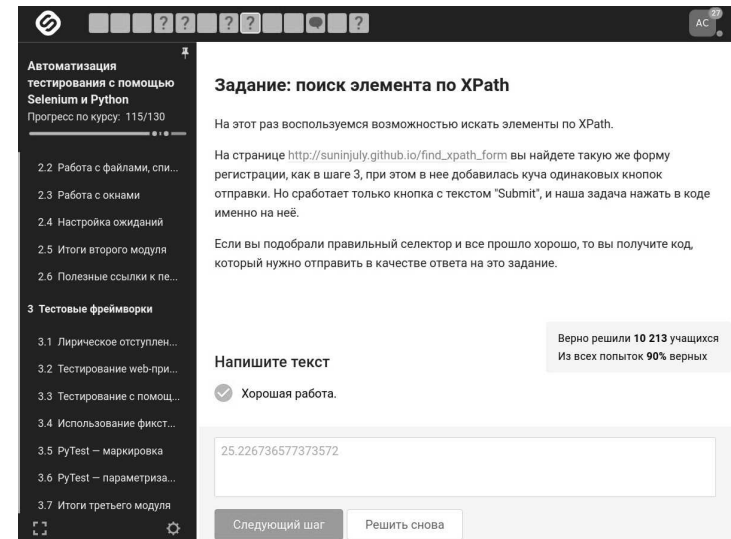 ? ? ? ? ?
AC
27
Автоматизация
тестирования с помощью
Selenium и Python
Прогресс по курсу: 115/130
2.2 Работа с файлами, спи...
2.3 Работа с окнами
2.4 Настройка ожиданий
2.5 Итоги второго модуля
2.6 Полезные ссылки к пе...
3 Тестовые фреймворки
3.1 Лирическое отступлен...
3.2 Тестирование web-при...
3.3 Тестирование с помощ...
3.4 Использование фикст...
3.5 PyTest — маркировка
3.6 PyTest — параметриза...
3.7 Итоги третьего модуля
Задание: поиск элемента по XPath
На этот раз воспользуемся возможностью искать элементы по XPath.
На странице http://suninjuly.github.io/find_xpath_form вы найдете такую же форму
регистрации, как в шаге 3, при этом в нее добавилась куча одинаковых кнопок
отправки. Но сработает только кнопка с текстом "Submit", и наша задача нажать в коде
именно на неё.
Если вы подобрали правильный селектор и все прошло хорошо, то вы получите код,
который нужно отправить в качестве ответа на это задание.
Верно решили 10 213 учащихся
Из всех попыток 90% верных
Напишите текст
Хорошая работа.
25.226736577373572
Следующий шаг
Решить снова